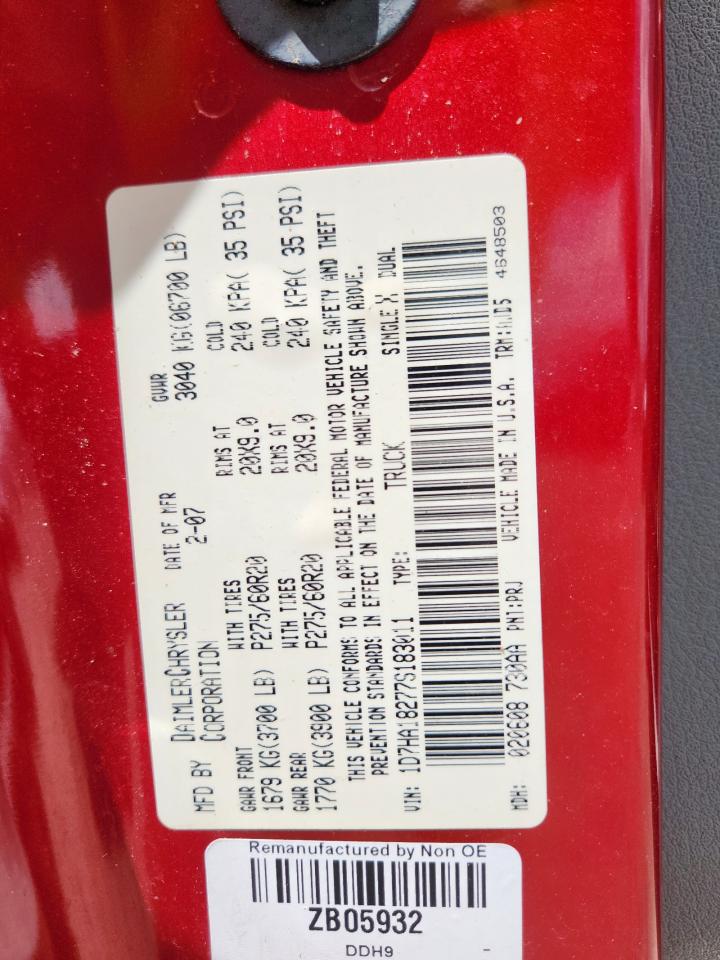 MFD BY DAIMLERCHRYSLER CORPORATION
DATE OF MFR 2-07
GVWR 3040 KG(06700 LB)
GAWR FRONT WITH TIRES RIMS AT COLD
1679 KG(3700 LB) P275/60R20 20X9.0 240 KPA( 35 PSI)
GAWR REAR WITH TIRES RIMS AT COLD
1770 KG(3900 LB) P275/60R20 20X9.0 240 KPA( 35 PSI)
THIS VEHICLE CONFORMS TO ALL APPLICABLE FEDERAL MOTOR VEHICLE SAFETY AND THEFT
PREVENTION STANDARDS IN EFFECT ON THE DATE OF MANUFACTURE SHOWN ABOVE.
VIN: 1D7HA18277S183011 TYPE: TRUCK SINGLE X DUAL
MDH: 020608 730AA PNT:PRJ VEHICLE MADE IN U.S.A. 4648503
Remanufactured by Non OE
ZB05932
DDH9 -